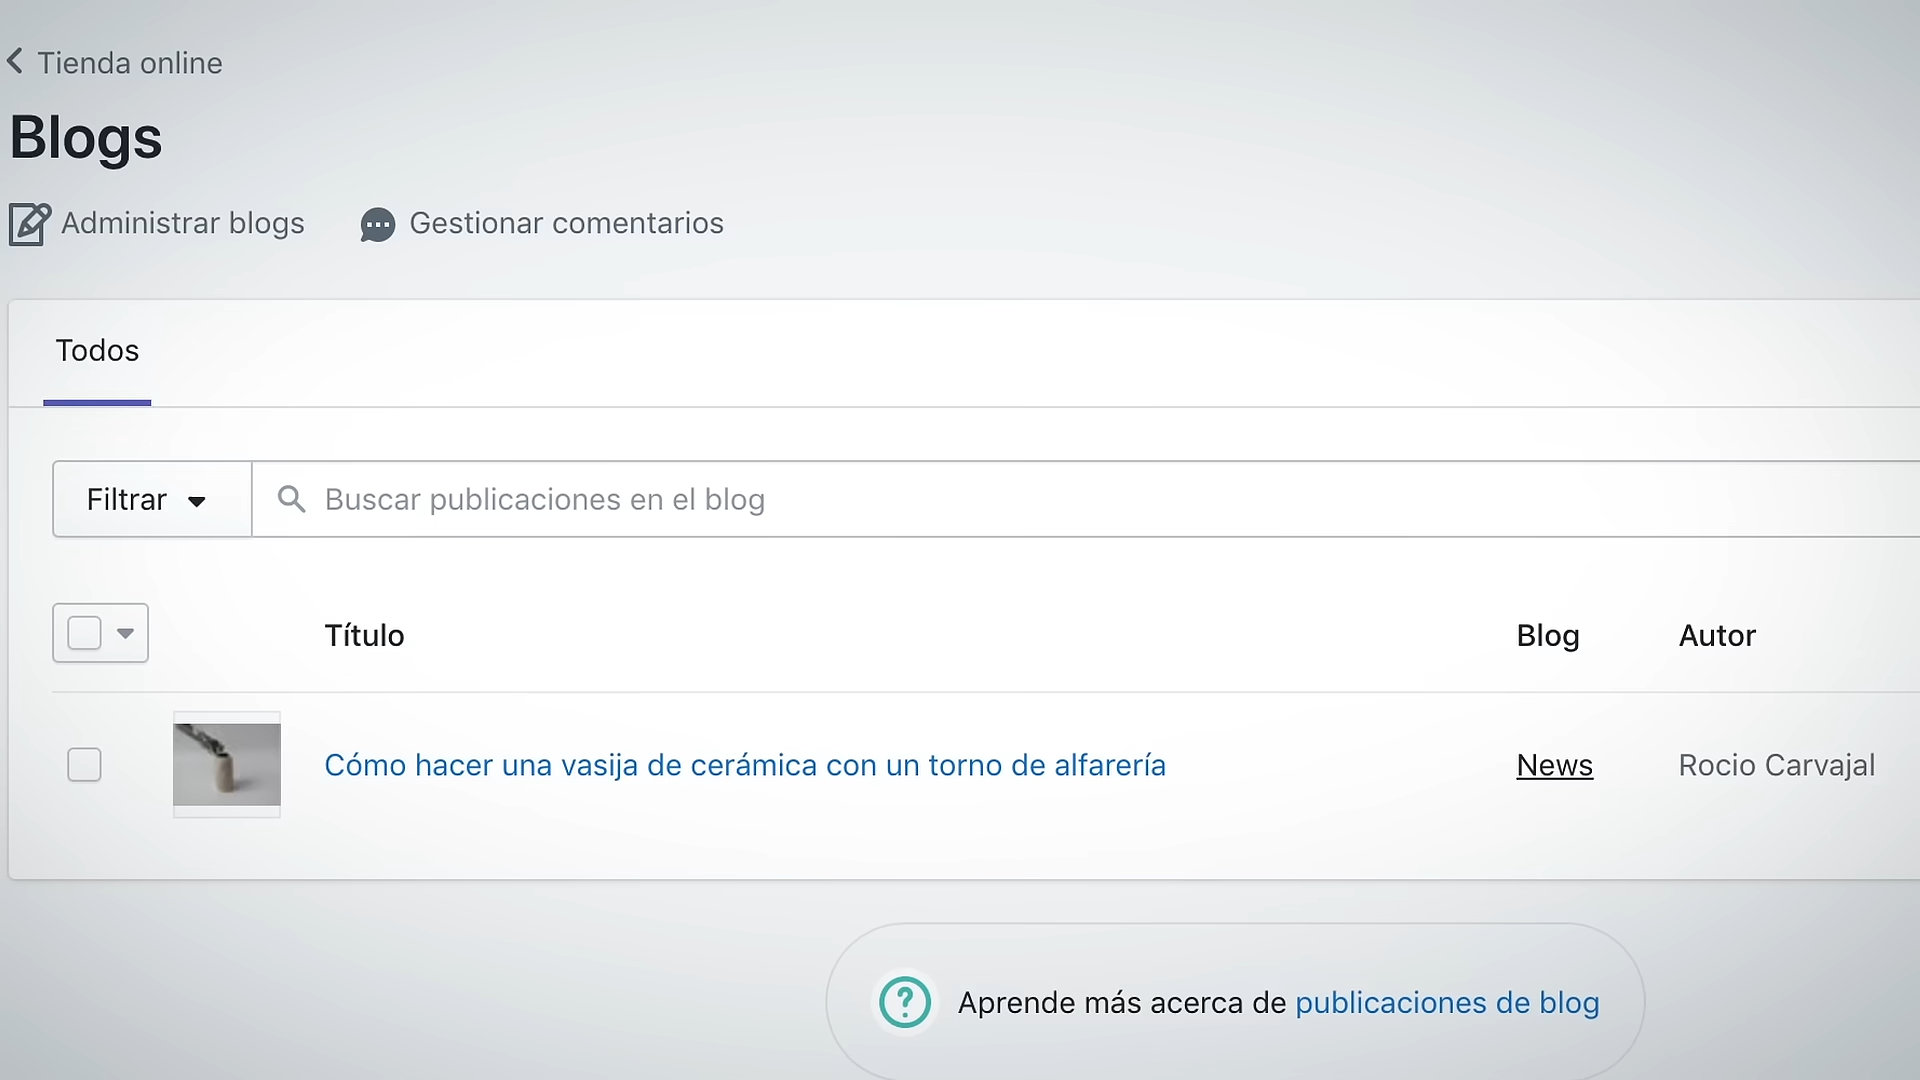 Tienda online
Blogs
Administrar blogs Gestionar comentarios
Todos
Filtrar Buscar publicaciones en el blog
Título Blog Autor
Cómo hacer una vasija de cerámica con un torno de alfarería News Rocio Carvajal
Aprende más acerca de publicaciones de blog